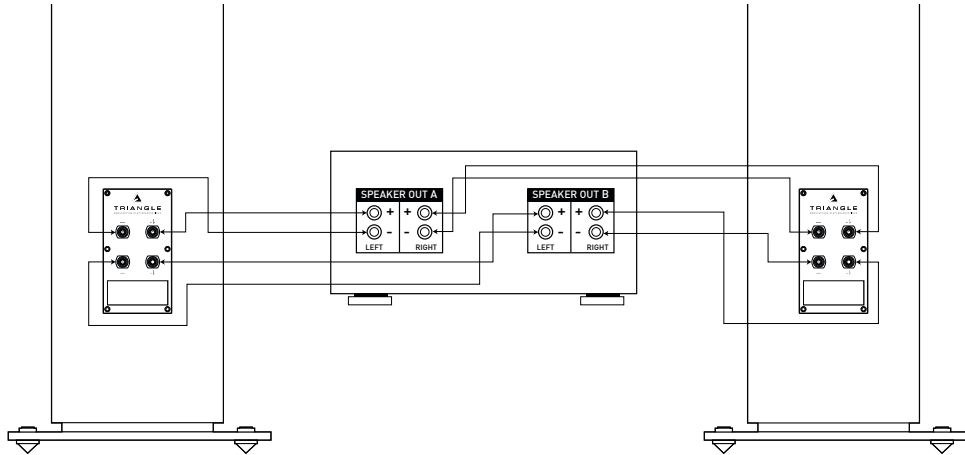 TRIANGLE
SPEAKER OUT A
+ +
- -
LEFT RIGHT
SPEAKER OUT B
+ +
- -
LEFT RIGHT
TRIANGLE